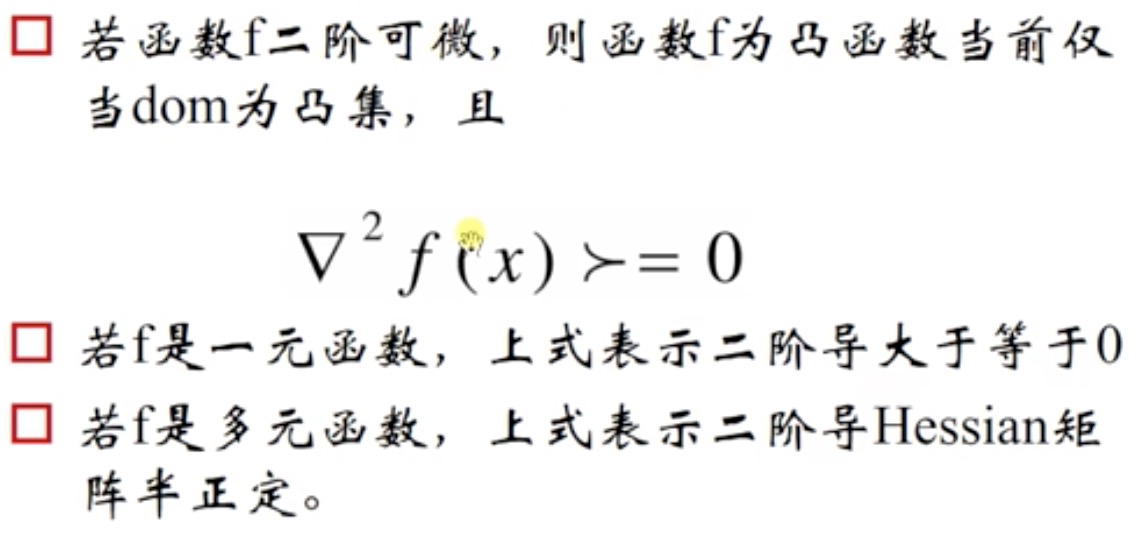 若函数f二阶可微，则函数f为凸函数当前仅
当dom为凸集，且
∇² f (x) ≻= 0
若f是一元函数，上式表示二阶导大于等于0
若f是多元函数，上式表示二阶导Hessian矩
阵半正定。